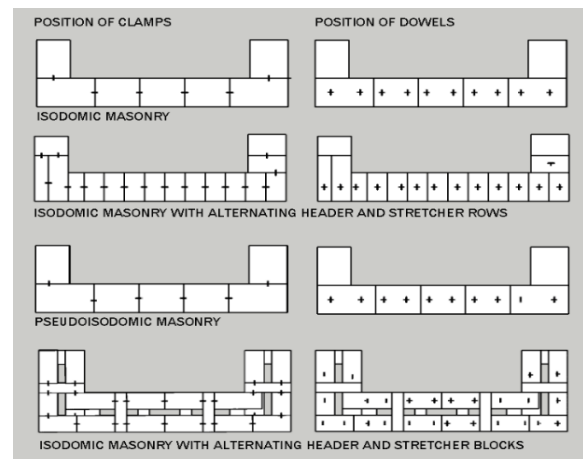 POSITION OF CLAMPS
POSITION OF DOWELS
ISODOMIC MASONRY
ISODOMIC MASONRY WITH ALTERNATING HEADER AND STRETCHER ROWS
PSEUDOISODOMIC MASONRY
ISODOMIC MASONRY WITH ALTERNATING HEADER AND STRETCHER BLOCKS